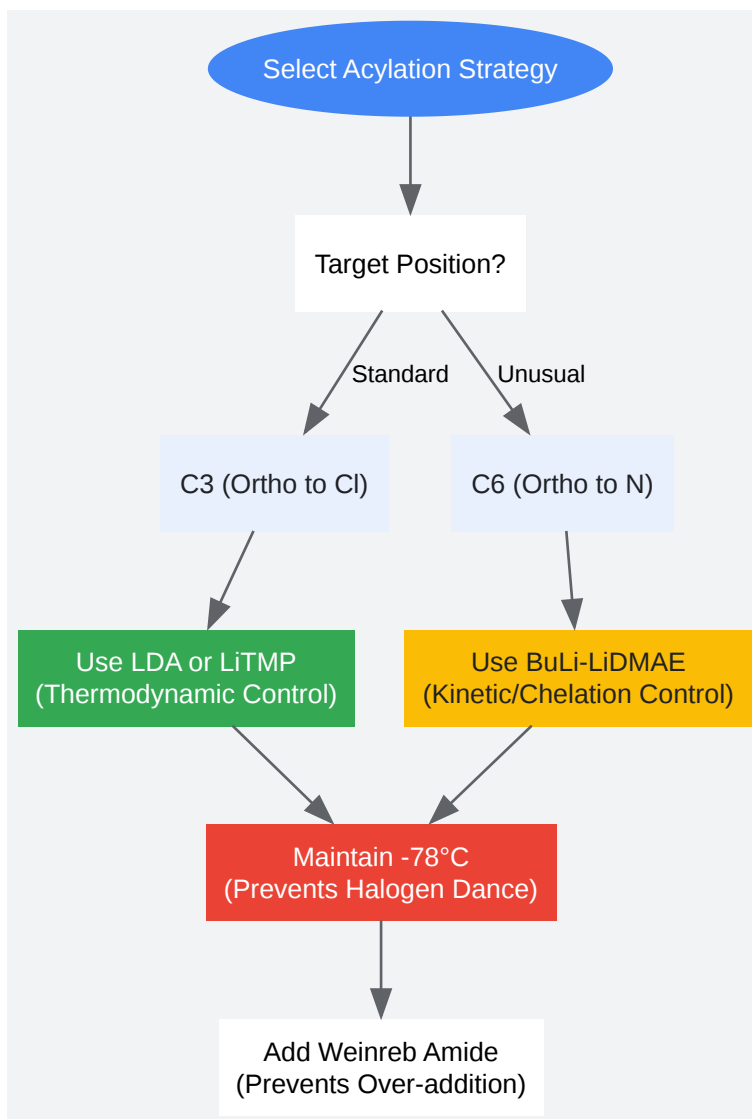 Select Acylation Strategy
Target Position?
Standard
Unusual
C3 (Ortho to Cl)
C6 (Ortho to N)
Use LDA or LiTMP
(Thermodynamic Control)
Use BuLi-LiDMAE
(Kinetic/Chelation Control)
Maintain -78°C
(Prevents Halogen Dance)
Add Weinreb Amide
(Prevents Over-addition)